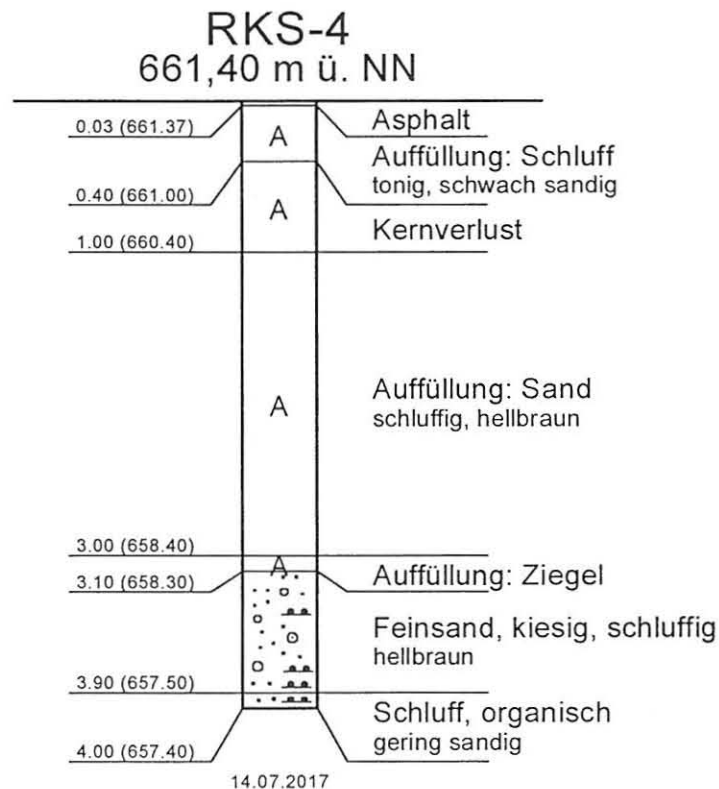 RKS-4
661,40 m ü. NN
0.03 (661.37)
A
Asphalt
Auffüllung: Schluff
tonig, schwach sandig
0.40 (661.00)
A
Kernverlust
1.00 (660.40)
A
Auffüllung: Sand
schluffig, hellbraun
3.00 (658.40)
A
Auffüllung: Ziegel
3.10 (658.30)
Feinsand, kiesig, schluffig
hellbraun
3.90 (657.50)
Schluff, organisch
gering sandig
4.00 (657.40)
14.07.2017